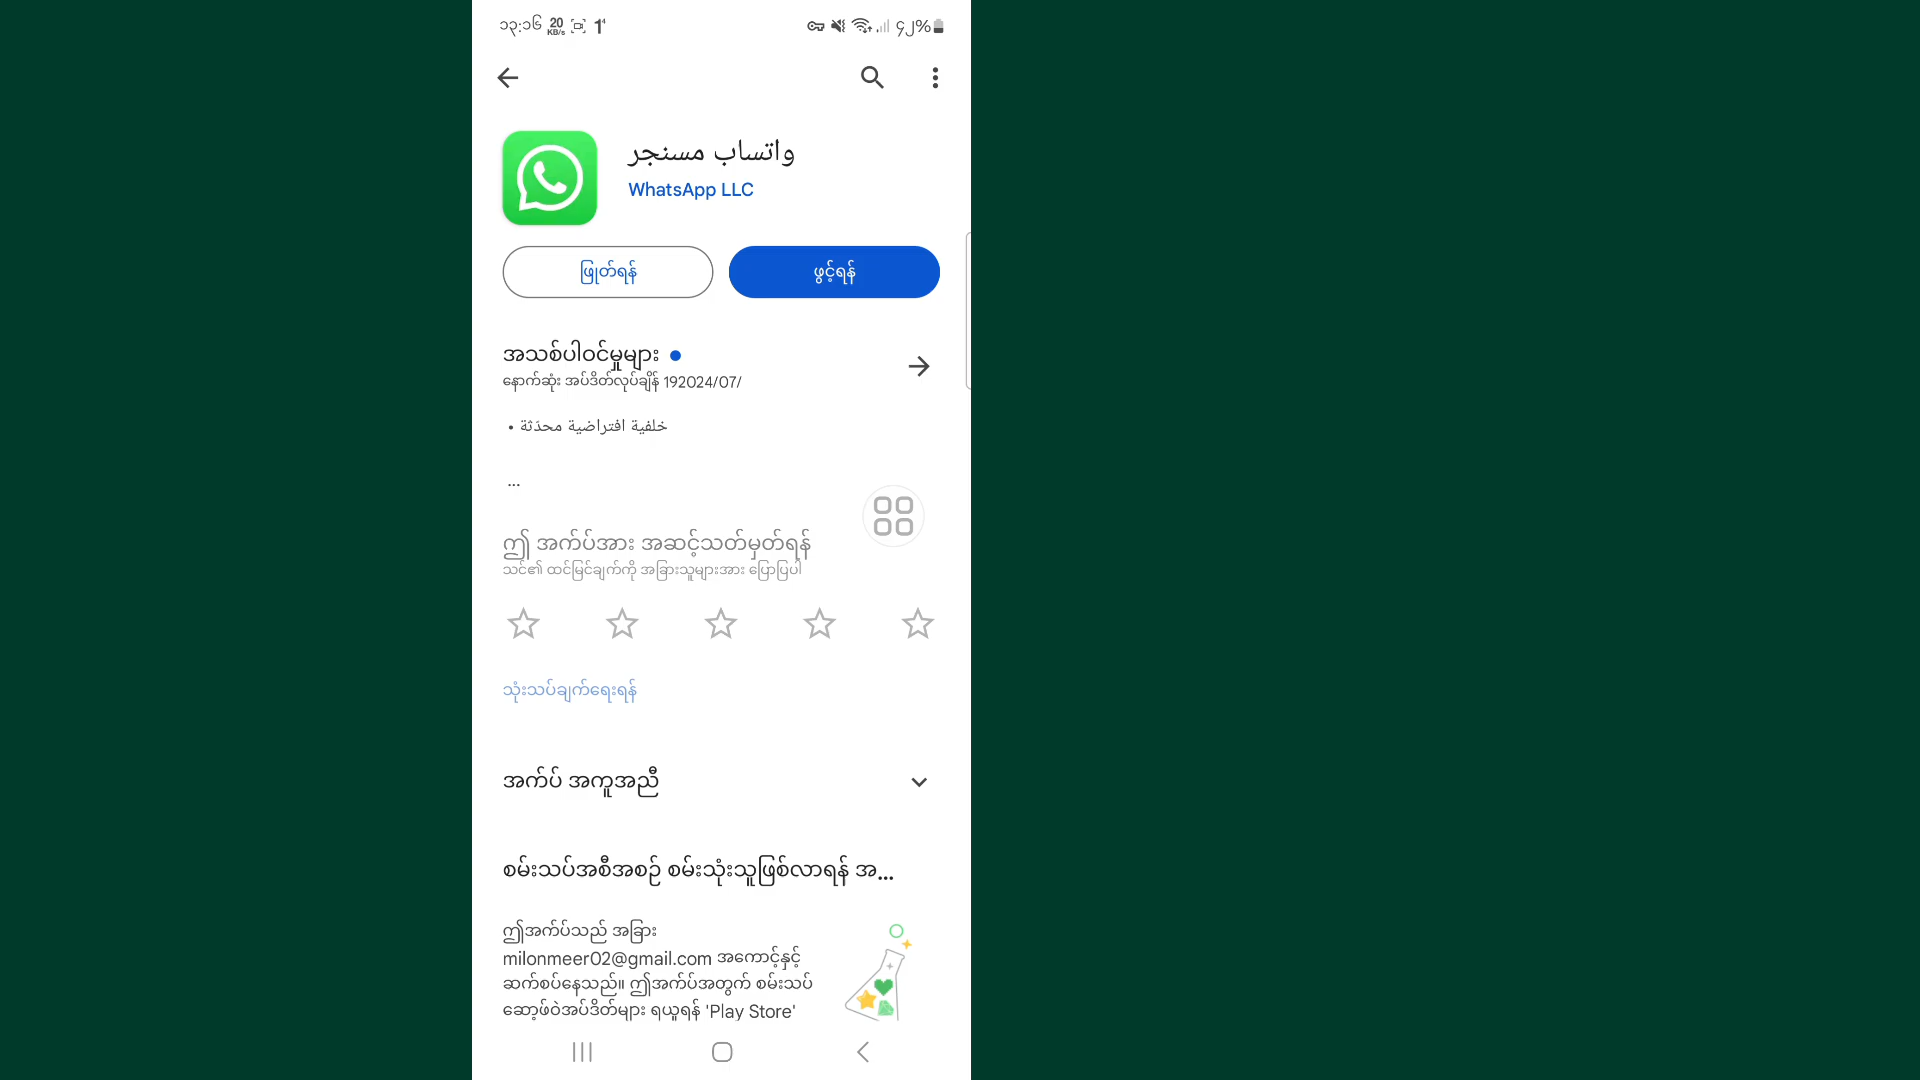 ၁၃:၁၆ 20 KB/s 1⁴ ၄၂%
واتساب مسنجر
WhatsApp LLC
ဖြုတ်ရန် ဖွင့်ရန်
အသစ်ပါဝင်မှုများ
နောက်ဆုံး အပ်ဒိတ်လုပ်ချိန် 192024/07/
• خلفية افتراضية محدّثة
...
ဤ အက်ပ်အား အဆင့်သတ်မှတ်ရန်
သင်၏ ထင်မြင်ချက်ကို အခြားသူများအား ပြောပြပါ
သုံးသပ်ချက်ရေးရန်
အက်ပ် အကူအညီ
စမ်းသပ်အစီအစဉ် စမ်းသုံးသူဖြစ်လာရန် အ...
ဤအက်ပ်သည် အခြား
milonmeer02@gmail.com အကောင့်နှင့်
ဆက်စပ်နေသည်။ ဤအက်ပ်အတွက် စမ်းသပ်
ဆော့ဖ်ဝဲအပ်ဒိတ်များ ရယူရန် 'Play Store'